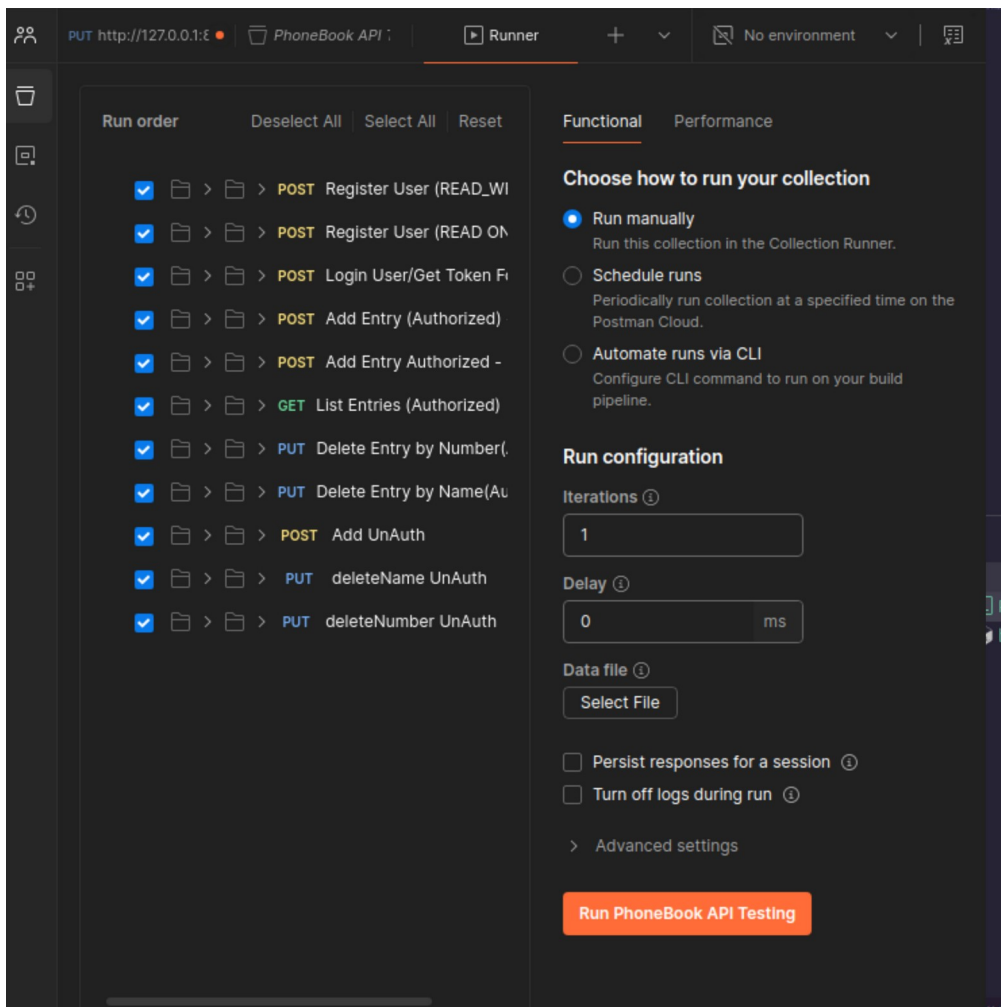 PUT http://127.0.0.1:8 PhoneBook API Runner No environment
Run order Deselect All Select All Reset
POST Register User (READ_WI
POST Register User (READ ON
POST Login User/Get Token Fo
POST Add Entry (Authorized)
POST Add Entry Authorized -
GET List Entries (Authorized)
PUT Delete Entry by Number(.
PUT Delete Entry by Name(Au
POST Add UnAuth
PUT deleteName UnAuth
PUT deleteNumber UnAuth
Functional Performance
Choose how to run your collection
Run manually
Run this collection in the Collection Runner.
Schedule runs
Periodically run collection at a specified time on the
Postman Cloud.
Automate runs via CLI
Configure CLI command to run on your build
pipeline.
Run configuration
Iterations
1
Delay
0 ms
Data file
Select File
Persist responses for a session
Turn off logs during run
Advanced settings
Run PhoneBook API Testing